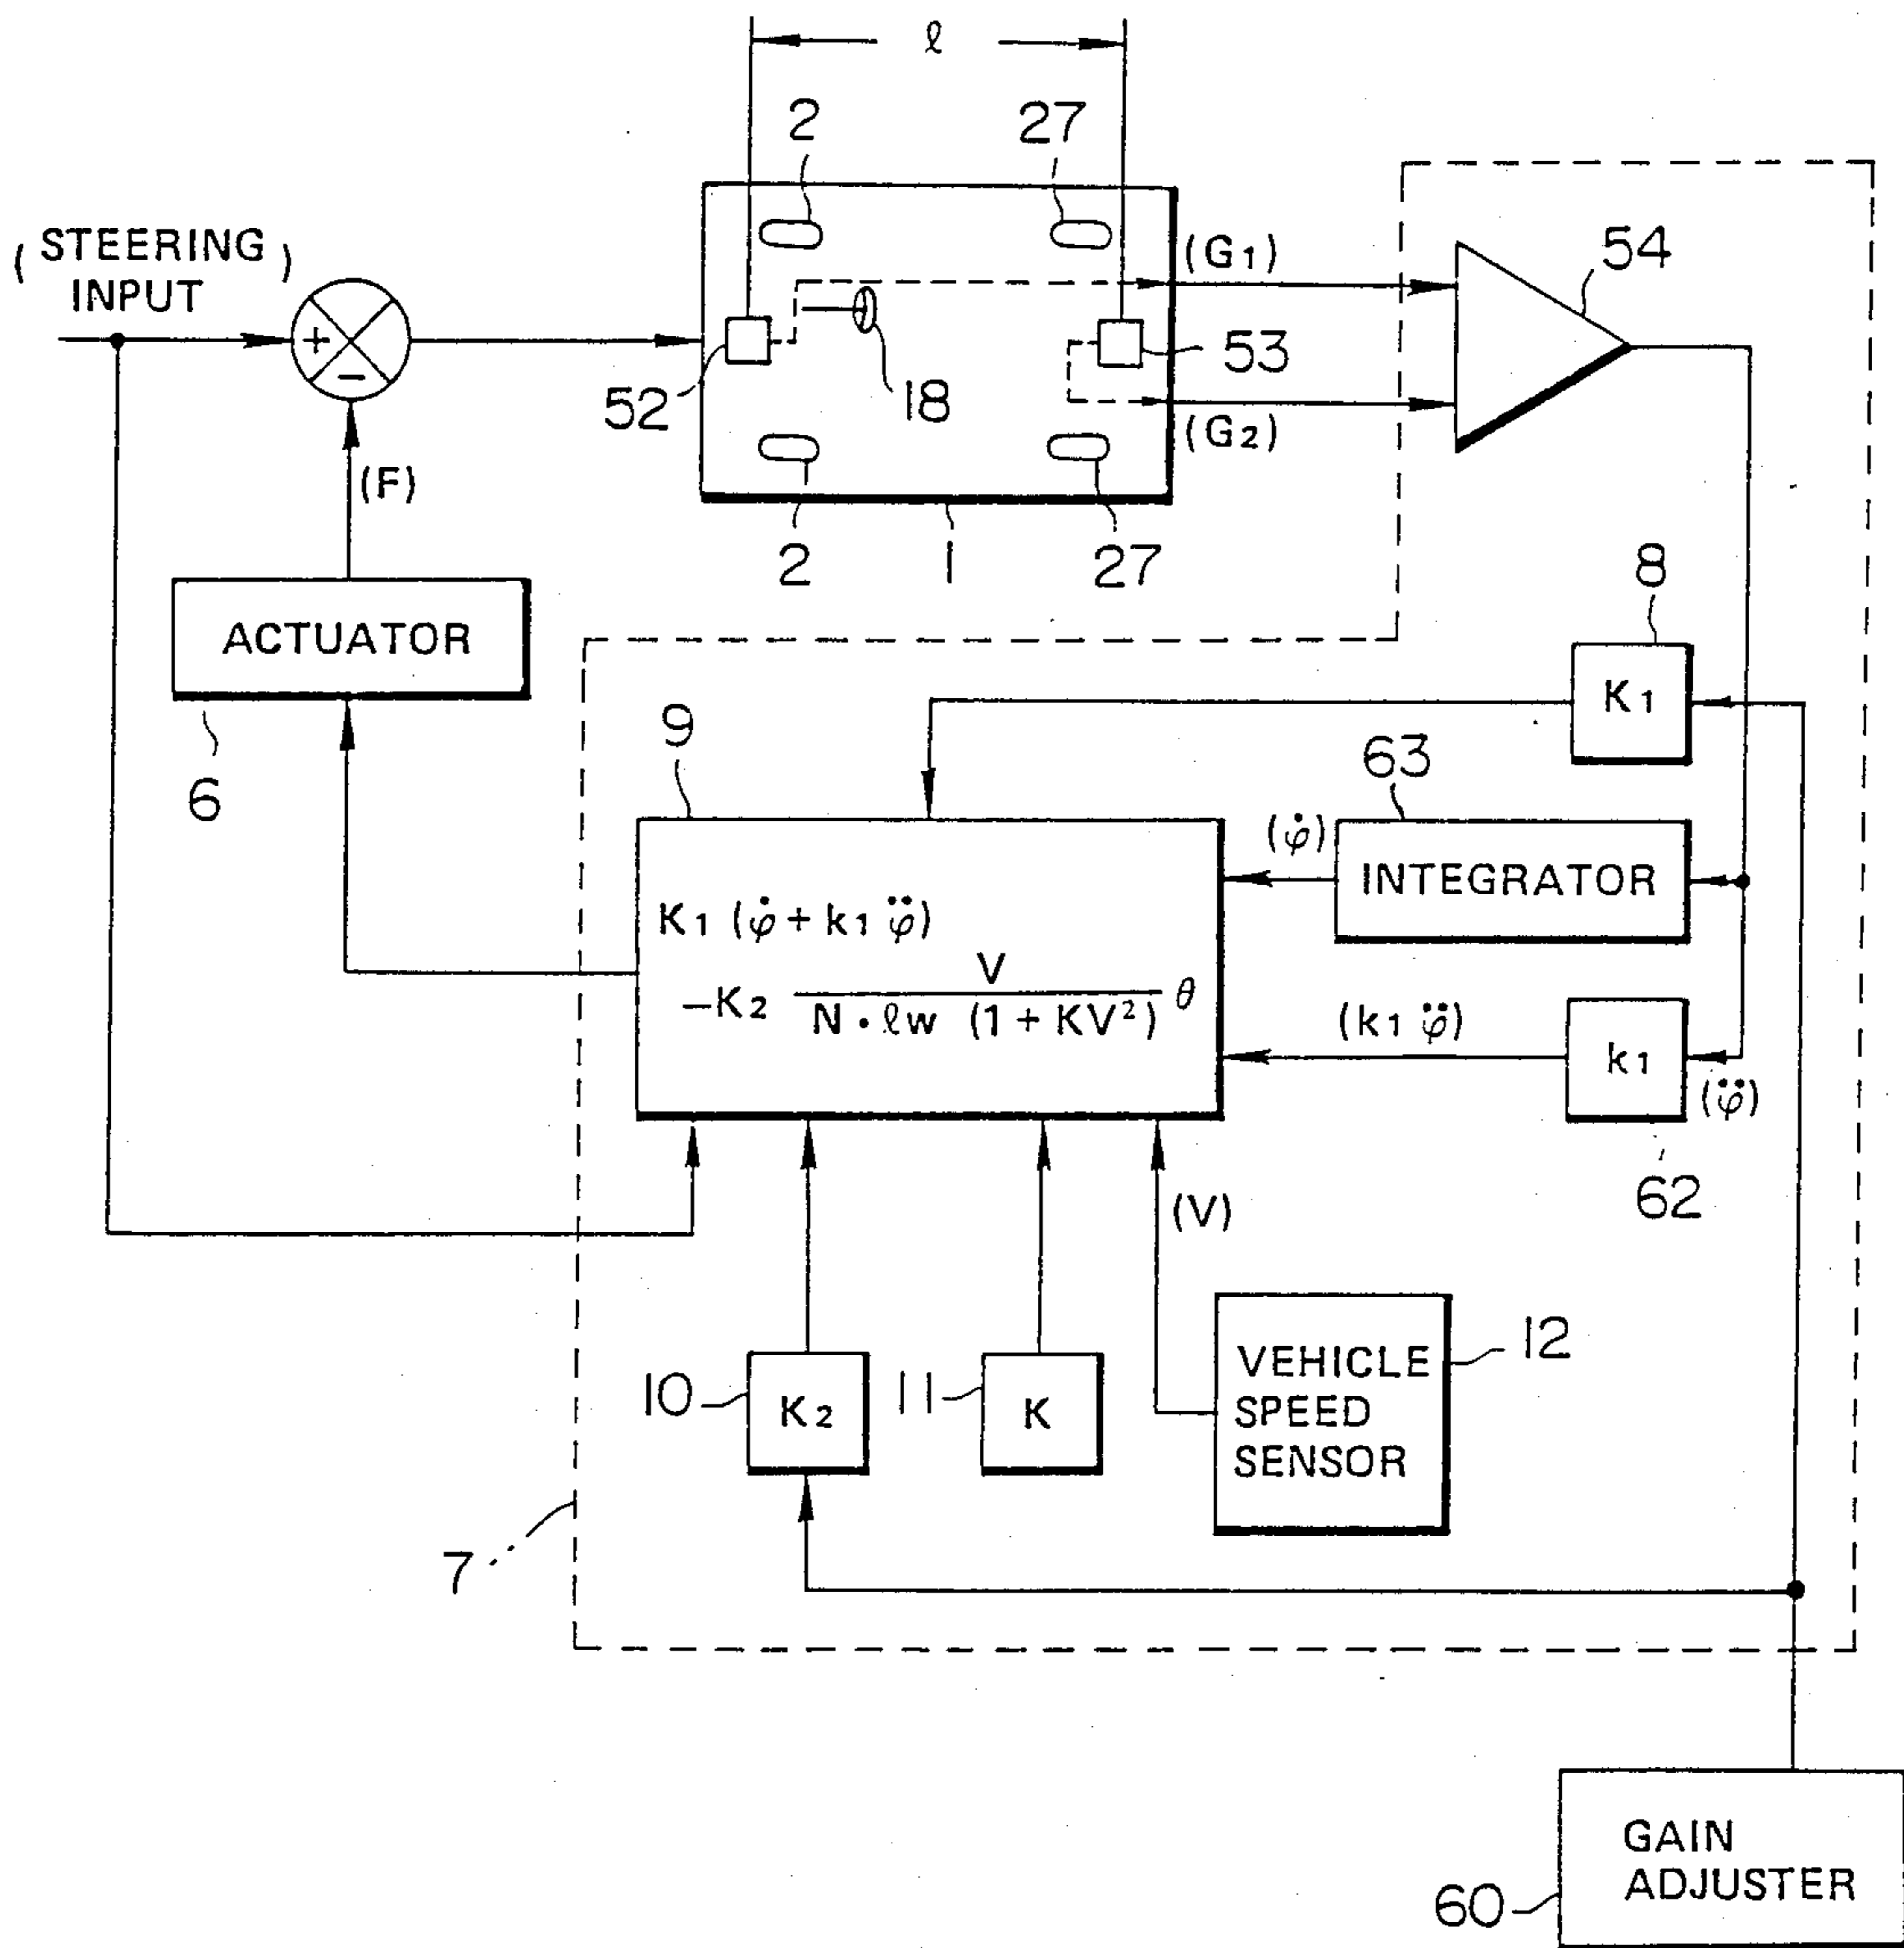 ℓ
2
27
(STEERING
INPUT)
+
−
(G1)
54
52
18
53
(G2)
(F)
2
1
27
8
ACTUATOR
K1
6
9
63
(φ̇)
INTEGRATOR
K1 (φ̇ + k1 φ̈)
−K2 V / N · ℓw (1 + KV²) θ
(k1 φ̈)
k1
(φ̈)
62
(V)
10
K2
11
K
VEHICLE
SPEED
SENSOR
12
7
GAIN
ADJUSTER
60